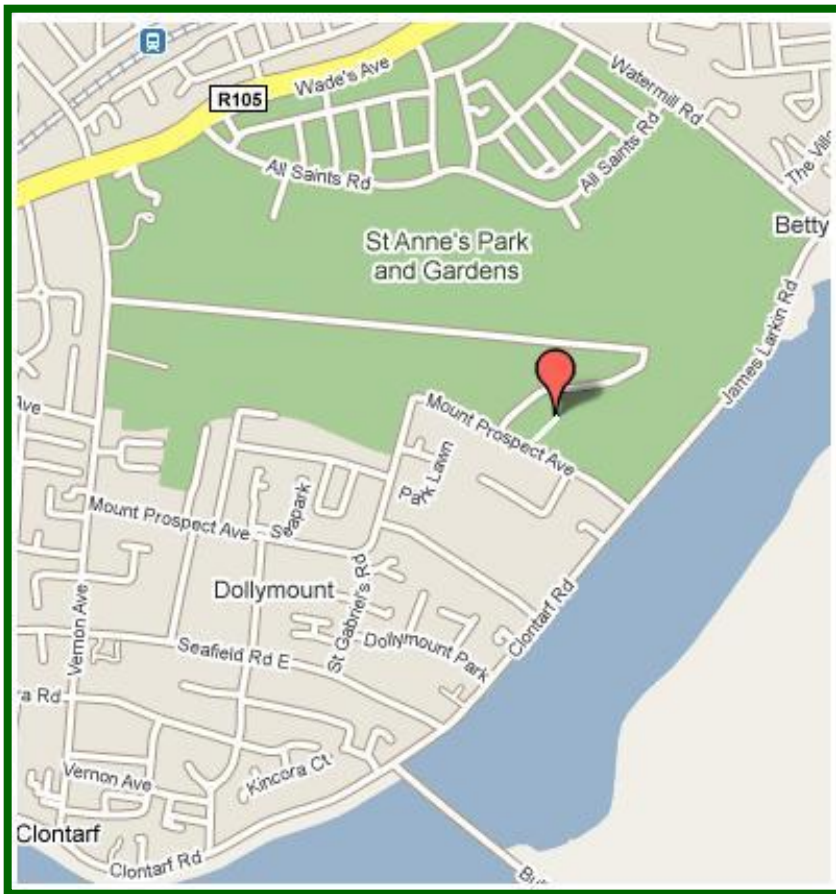 Wade's Ave
R105
Watermill Rd
All Saints Rd
All Saints Rd
The Vill
St Anne's Park
and Gardens
Betty
James Larkin Rd
Ave
Mount Prospect Ave
Park Lawn
Mount Prospect Ave
Seapark
Dollymount
St Gabriel's Rd
Clontarf Rd
Vernon Ave
Seafield Rd E
Dollymount Park
ra Rd
Vernon Ave
Kincora Ct
Clontarf
Clontarf Rd
Bu